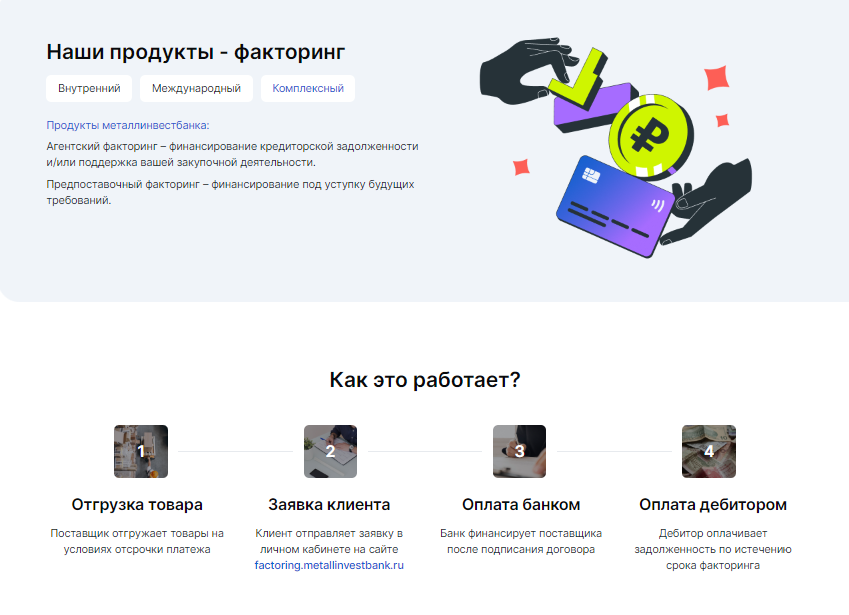 Наши продукты - факторинг
Внутренний
Международный
Комплексный
Продукты металлинвестбанка:
Агентский факторинг – финансирование кредиторской задолженности
и/или поддержка вашей закупочной деятельности.
Предпоставочный факторинг – финансирование под уступку будущих
требований.
Как это работает?
1
2
3
4
Отгрузка товара
Заявка клиента
Оплата банком
Оплата дебитором
Поставщик отгружает товары на
условиях отсрочки платежа
Клиент отправляет заявку в
личном кабинете на сайте
factoring.metallinvestbank.ru
Банк финансирует поставщика
после подписания договора
Дебитор оплачивает
задолженность по истечению
срока факторинга